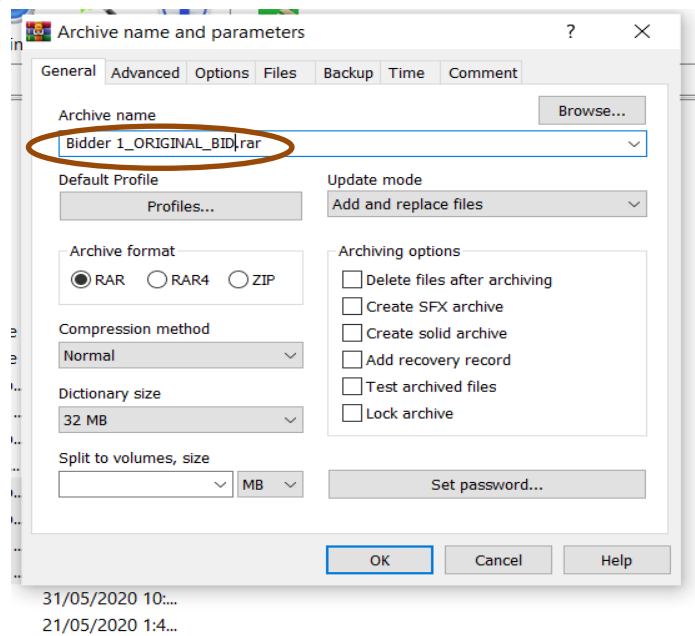 in
Archive name and parameters
?
General Advanced Options Files Backup Time Comment
Archive name
Browse...
Bidder 1_ORIGINAL_BID.rar
Default Profile
Profiles...
Update mode
Add and replace files
Archive format
RAR RAR4 ZIP
Compression method
Normal
Dictionary size
32 MB
Split to volumes, size
MB
Archiving options
Delete files after archiving
Create SFX archive
Create solid archive
Add recovery record
Test archived files
Lock archive
Set password...
OK Cancel Help
31/05/2020 10:...
21/05/2020 1:4...